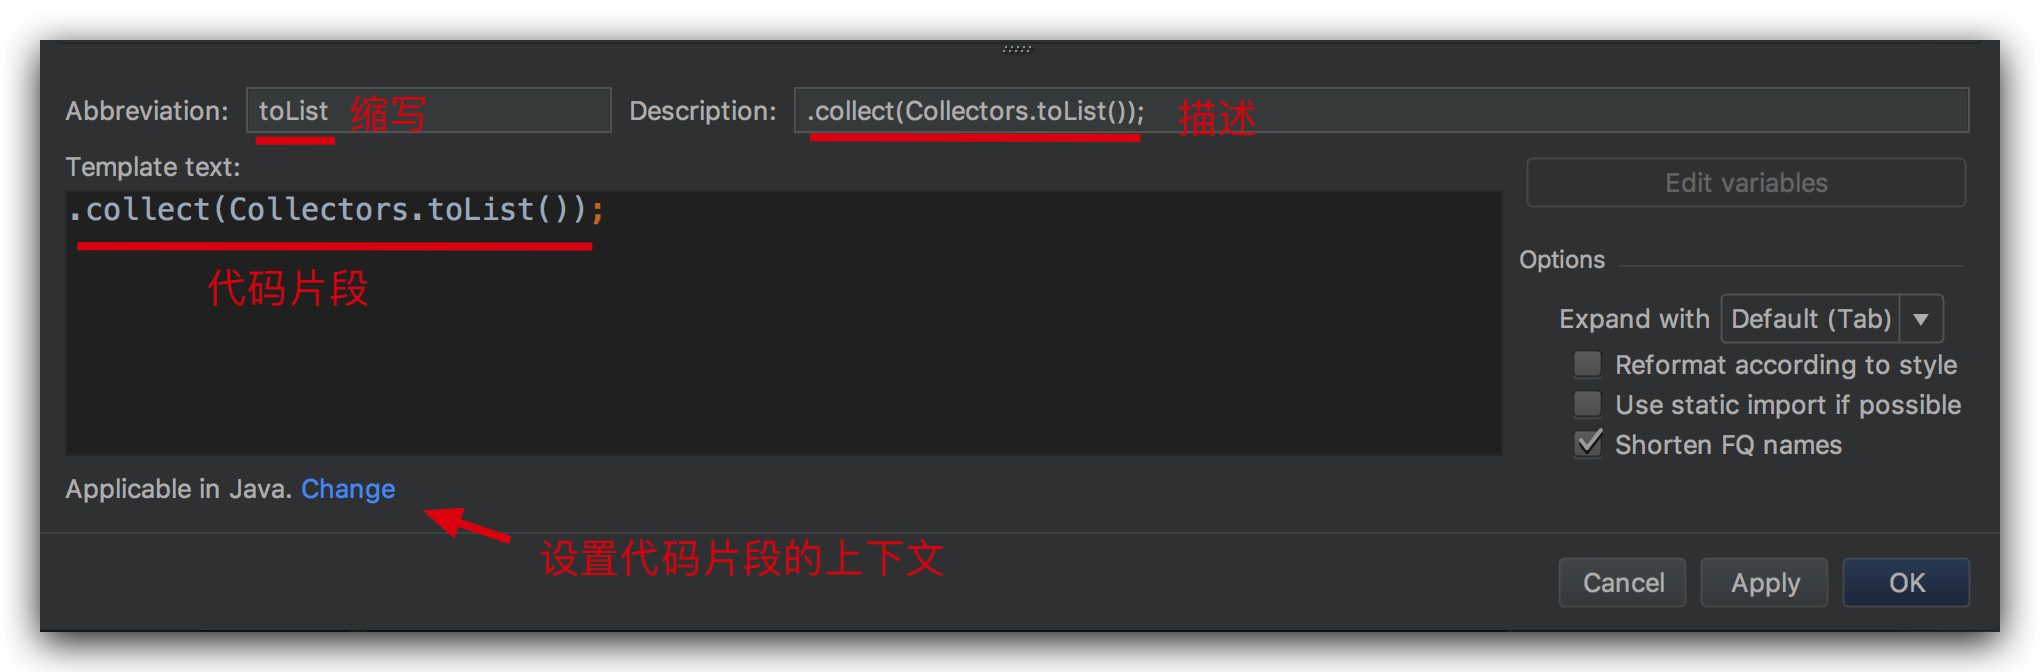 Abbreviation: toList 缩写 Description: .collect(Collectors.toList()); 描述
Template text:
Edit variables
.collect(Collectors.toList());
代码片段
Options
Expand with Default (Tab)
Reformat according to style
Use static import if possible
Shorten FQ names
Applicable in Java. Change
设置代码片段的上下文
Cancel Apply OK